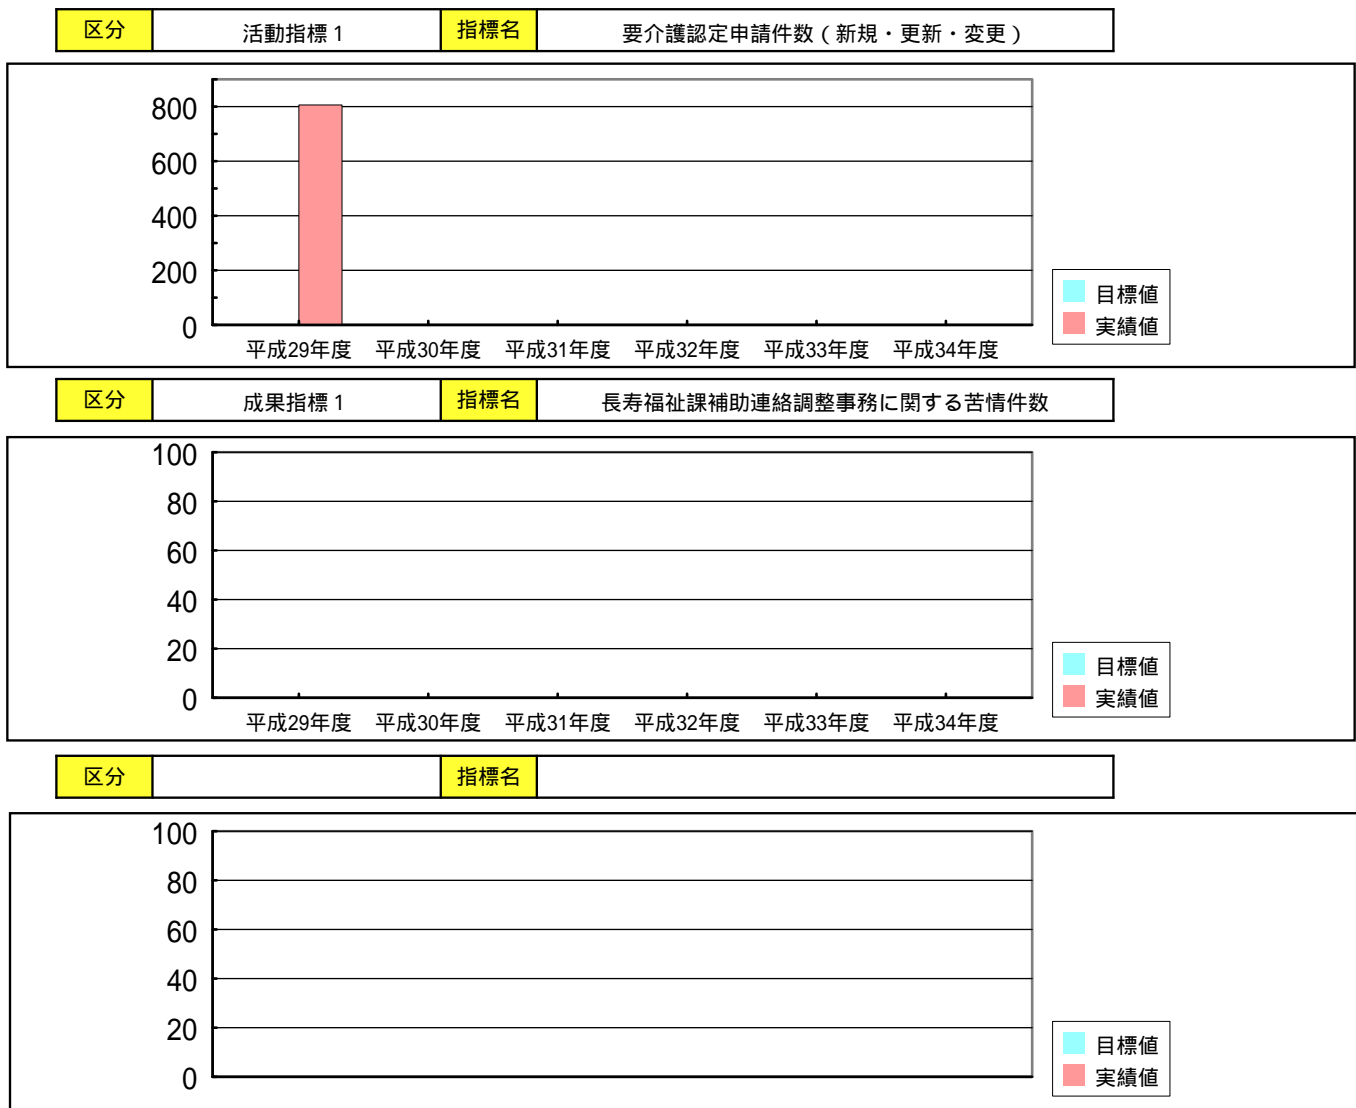 区分 活動指標1 指標名 要介護認定申請件数（新規・更新・変更）
800
600
400
200
0
平成29年度 平成30年度 平成31年度 平成32年度 平成33年度 平成34年度
目標値
実績値
区分 成果指標1 指標名 長寿福祉課補助連絡調整事務に関する苦情件数
100
80
60
40
20
0
平成29年度 平成30年度 平成31年度 平成32年度 平成33年度 平成34年度
目標値
実績値
区分 指標名
100
80
60
40
20
0
目標値
実績値